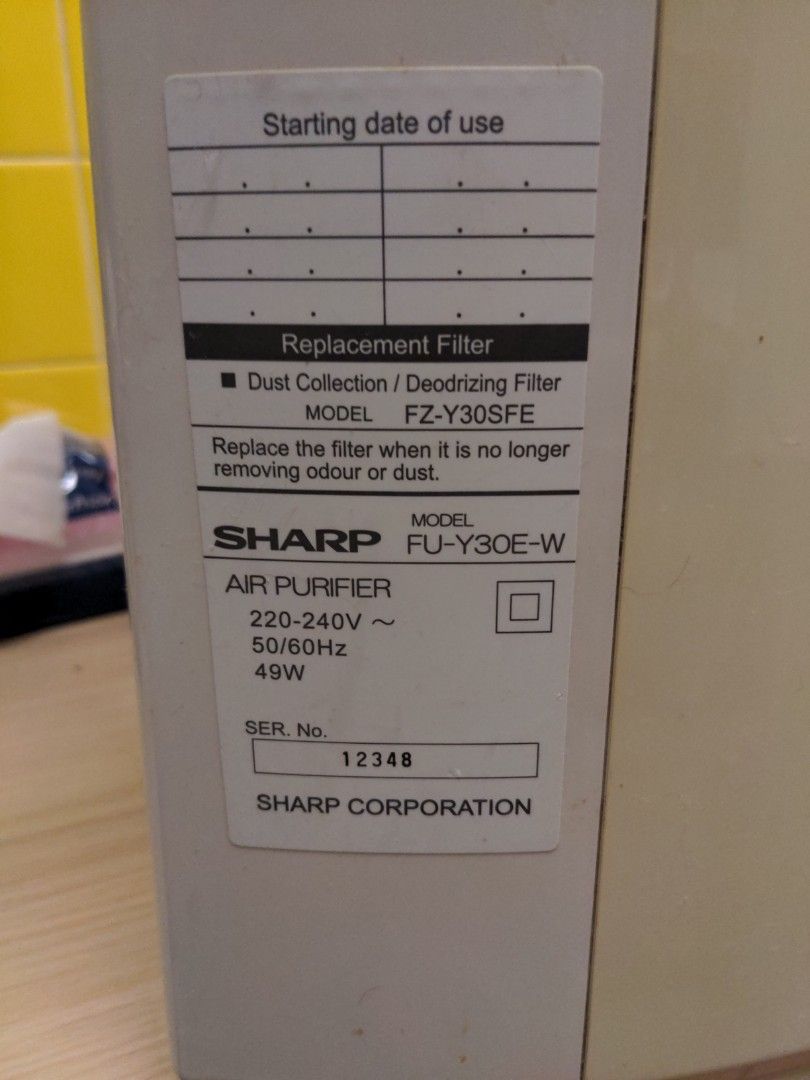 Starting date of use
. . . .
. . . .
. . . .
. . . .
Replacement Filter
■ Dust Collection / Deodrizing Filter
MODEL FZ-Y30SFE
Replace the filter when it is no longer
removing odour or dust.
SHARP MODEL FU-Y30E-W
AIR PURIFIER
220-240V ~
50/60Hz
49W
SER. No.
12348
SHARP CORPORATION